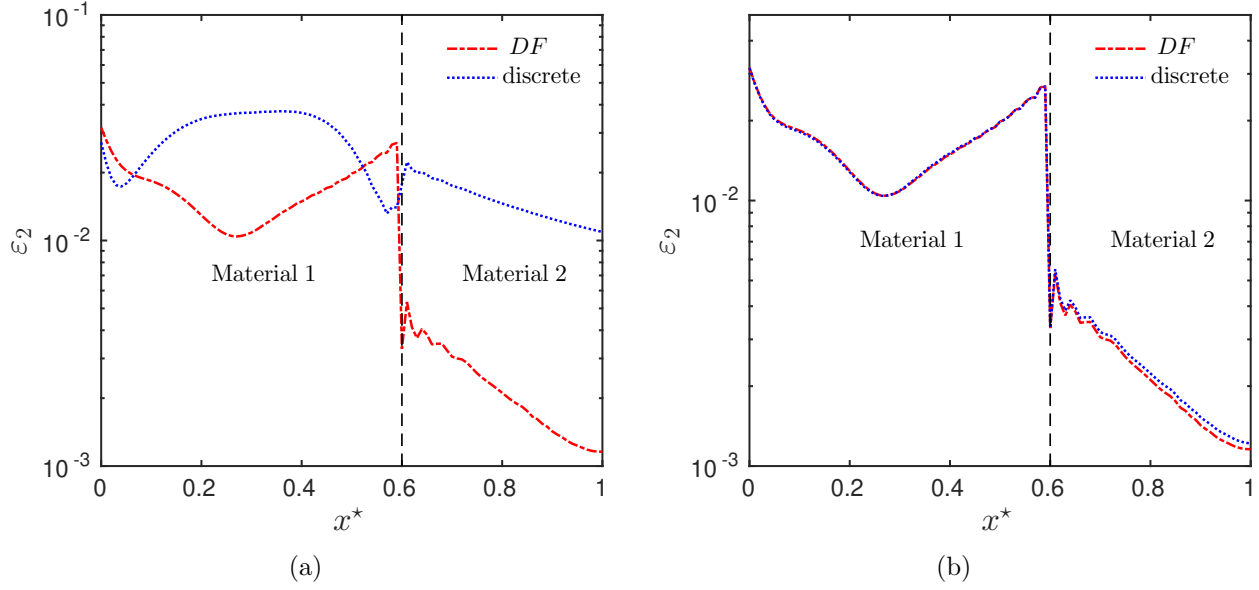 10^-1
DF
discrete
ε_2
10^-2
Material 1
Material 2
10^-3
0
0.2
0.4
0.6
0.8
1
x^⋆
(a)
DF
discrete
ε_2
10^-2
Material 1
Material 2
10^-3
0
0.2
0.4
0.6
0.8
1
x^⋆
(b)